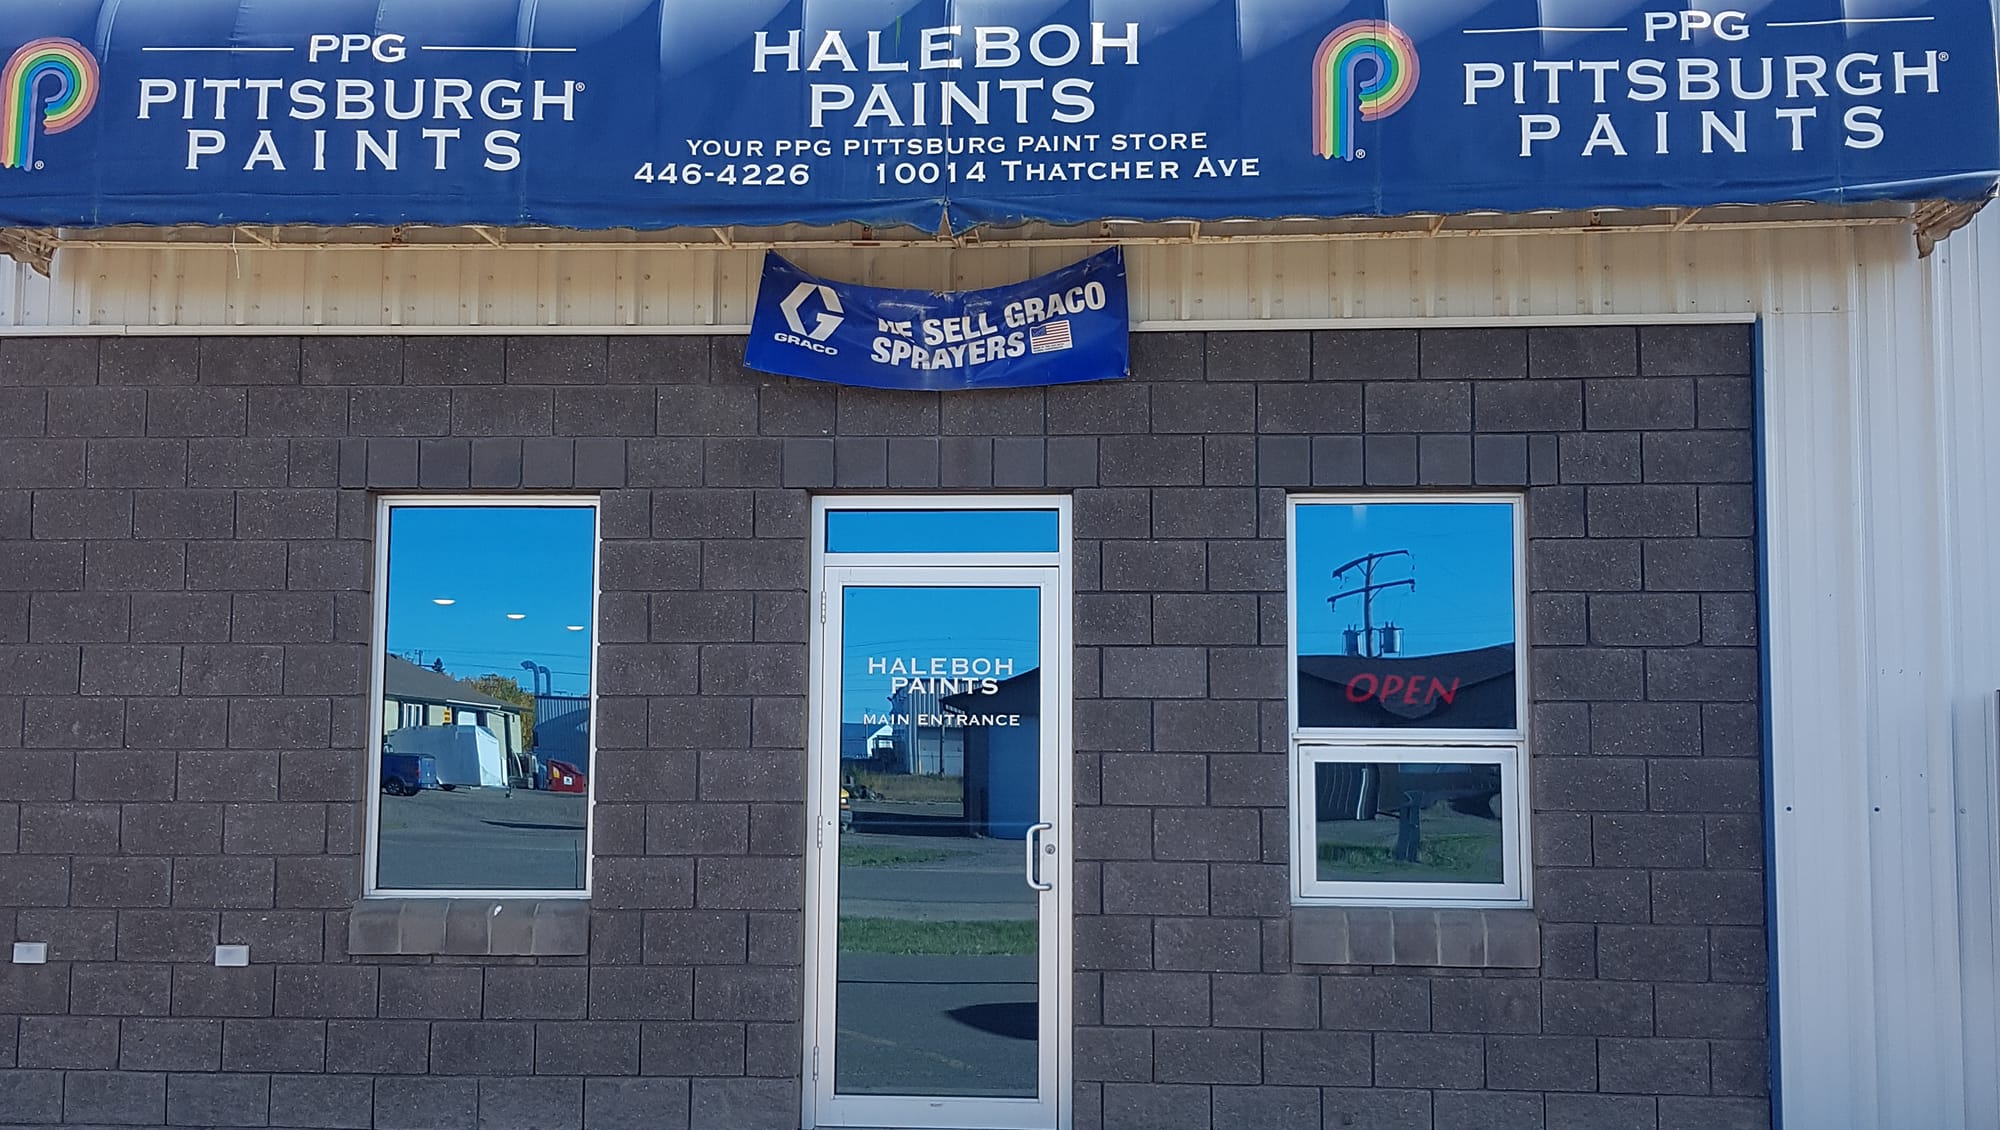 PPG
PITTSBURGH®
PAINTS
®
HALEBOH
PAINTS
YOUR PPG PITTSBURG PAINT STORE
446-4226 10014 THATCHER AVE
PPG
PITTSBURGH®
PAINTS
®
GRACO
WE SELL GRACO
SPRAYERS
HALEBOH
PAINTS
MAIN ENTRANCE
OPEN